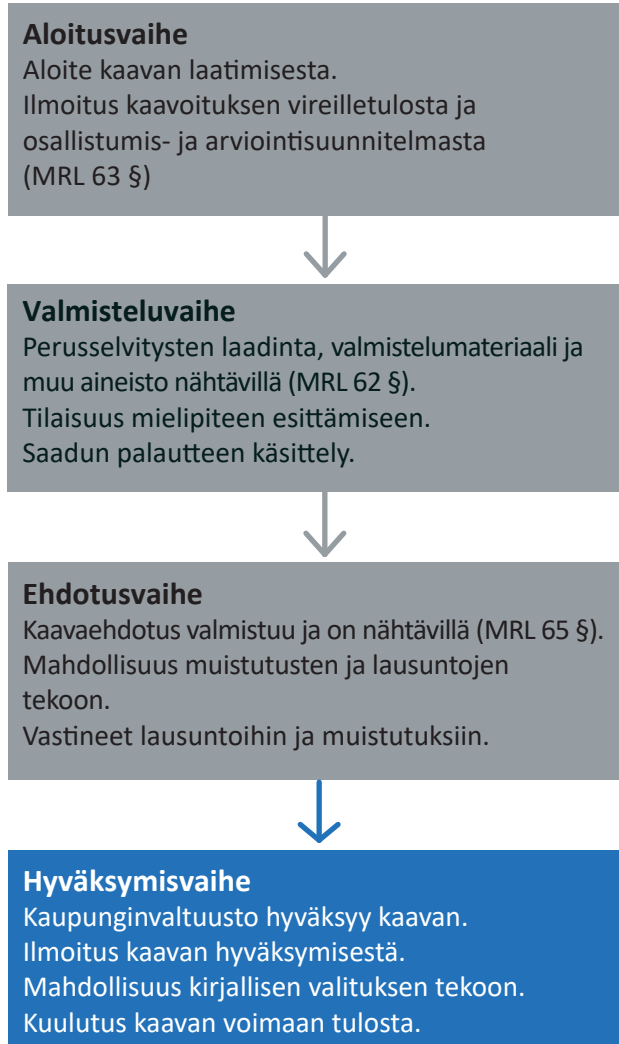 Aloitusvaihe
Aloite kaavan laatimisesta.
Ilmoitus kaavoituksen vireilletulosta ja
osallistumis- ja arviointisuunnitelmasta
(MRL 63 §)
Valmisteluvaihe
Perusselvitysten laadinta, valmistelumateriaali ja
muu aineisto nähtävillä (MRL 62 §).
Tilaisuus mielipiteen esittämiseen.
Saadun palautteen käsittely.
Ehdotusvaihe
Kaavaehdotus valmistuu ja on nähtävillä (MRL 65 §).
Mahdollisuus muistutusten ja lausuntojen
tekoon.
Vastineet lausuntoihin ja muistutuksiin.
Hyväksymisvaihe
Kaupunginvaltuusto hyväksyy kaavan.
Ilmoitus kaavan hyväksymisestä.
Mahdollisuus kirjallisen valituksen tekoon.
Kuulutus kaavan voimaan tulosta.